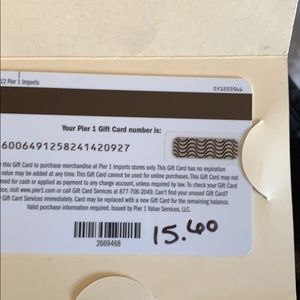 12 Pier 1 Imports
SV1003566
Your Pier 1 Gift Card number is:
6006491258241420927
this Gift Card to purchase merchandise at Pier 1 Imports stores only. This Gift Card has no expiration
value may be added at any time. This Gift Card cannot be used for online purchases. This Gift Card may not
med for cash or applied as payment to any charge account, unless required by law. To check your Gift Card
ce, visit www.pier1.com or call Gift Card Services at 877-706-2049. Can't find your unused Gift Card?
Gift Card Services immediately. Card may be replaced with a new Gift Card for the remaining balance.
Valid purchase information required. Issued by Pier 1 Value Services, LLC.
2669468
15.60